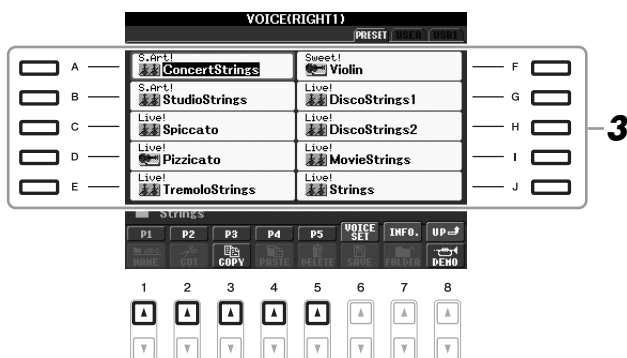 VOICE(RIGHT1)
PRESET USER USB1
A S.Art! ConcertStrings Sweet! Violin F
B S.Art! StudioStrings Live! DiscoStrings1 G
C Live! Spiccato Live! DiscoStrings2 H
D Live! Pizzicato Live! MovieStrings I
E Live! TremoloStrings Live! Strings J
3
Strings
P1 P2 P3 P4 P5 VOICE SET INFO. UP
NAME CUT COPY PASTE DELETE SAVE FOLDER DEMO
1 2 3 4 5 6 7 8